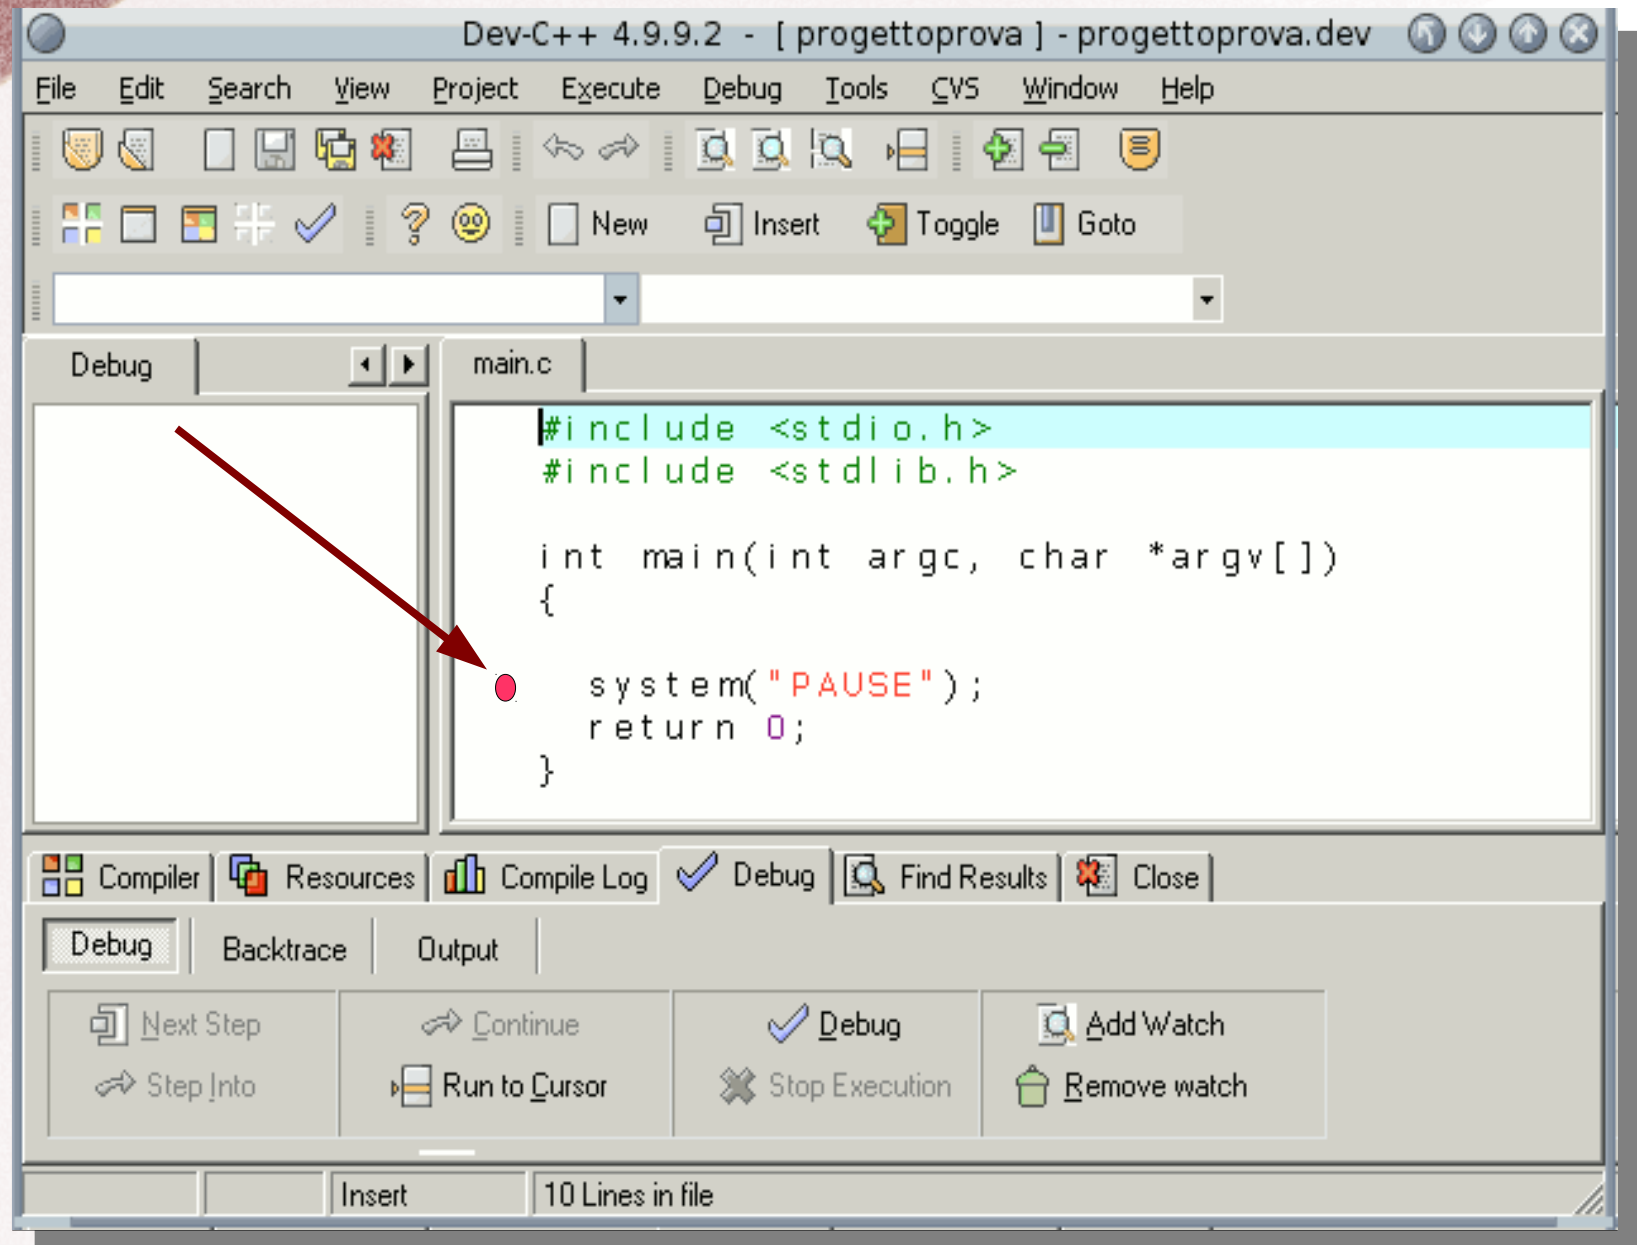 Dev-C++ 4.9.9.2 - [ progettoprova ] - progettoprova.dev
File Edit Search View Project Execute Debug Tools CVS Window Help
New Insert Toggle Goto
Debug main.c
#include <stdio.h>
#include <stdlib.h>
int main(int argc, char *argv[])
{
system("PAUSE");
return 0;
}
Compiler Resources Compile Log Debug Find Results Close
Debug Backtrace Output
Next Step Continue Debug Add Watch
Step Into Run to Cursor Stop Execution Remove watch
Insert 10 Lines in file